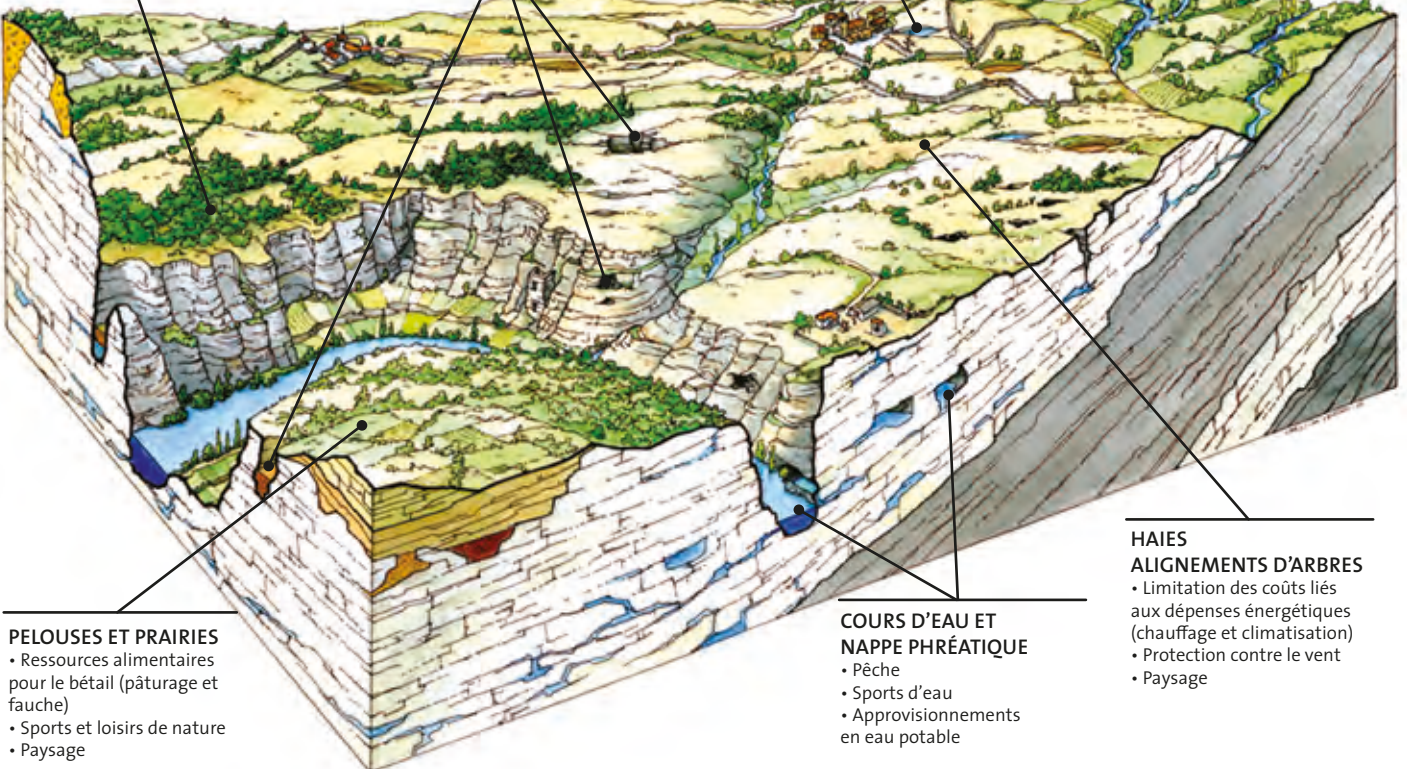 PELOUSES ET PRAIRIES
• Ressources alimentaires
pour le bétail (pâturage et
fauche)
• Sports et loisirs de nature
• Paysage
COURS D'EAU ET
NAPPE PHRÉATIQUE
• Pêche
• Sports d'eau
• Approvisionnements
en eau potable
HAIES
ALIGNEMENTS D'ARBRES
• Limitation des coûts liés
aux dépenses énergétiques
(chauffage et climatisation)
• Protection contre le vent
• Paysage